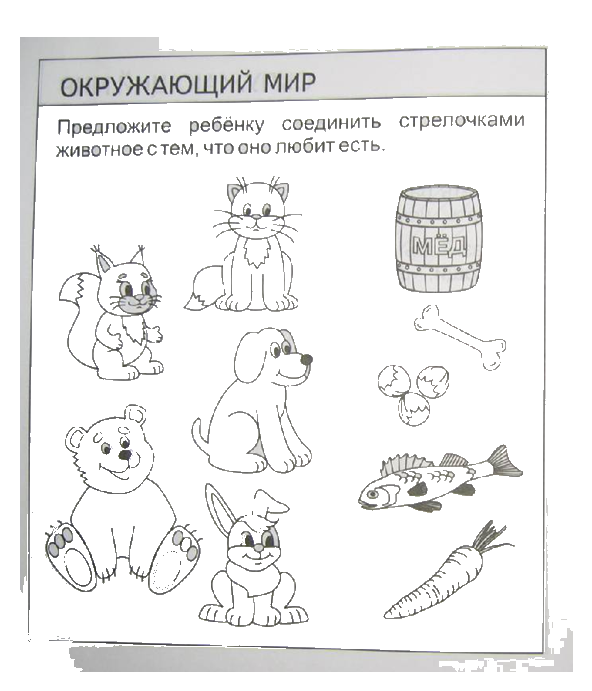 ОКРУЖАЮЩИЙ МИР
Предложите ребёнку соединить стрелочками
животное с тем, что оно любит есть.
МЁД